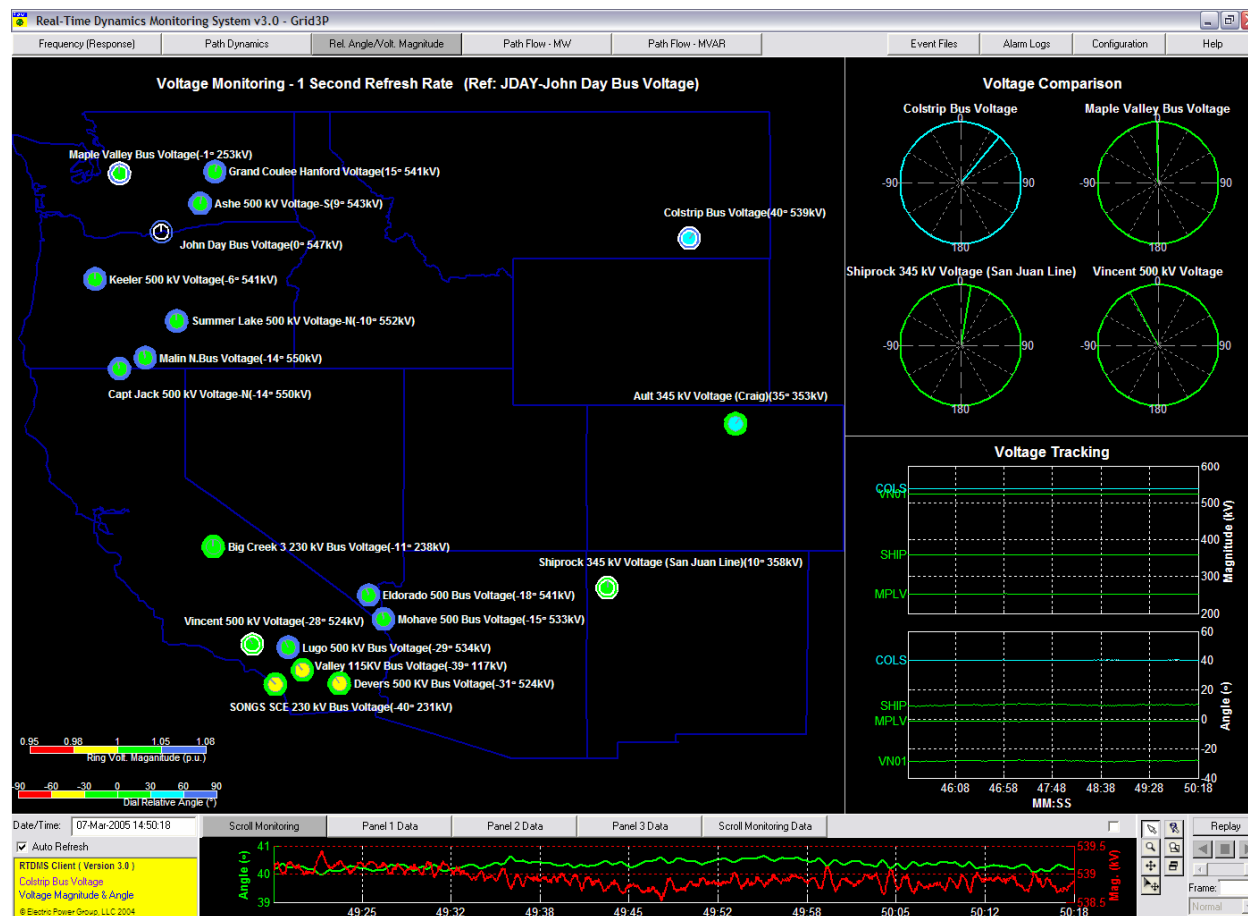 Real-Time Dynamics Monitoring System v3.0 - Grid3P
Frequency (Response)
Path Dynamics
Rel. Angle/Volt. Magnitude
Path Flow - MW
Path Flow - MVAR
Event Files
Alarm Logs
Configuration
Help
Voltage Monitoring - 1 Second Refresh Rate (Ref: JDAY-John Day Bus Voltage)
Maple Valley Bus Voltage(-1° 253kV)
Grand Coulee Hanford Voltage(15° 541kV)
Ashe 500 kV Voltage-S(9° 543kV)
Colstrip Bus Voltage(40° 539kV)
John Day Bus Voltage(0° 547kV)
Keeler 500 kV Voltage(-6° 541kV)
Summer Lake 500 kV Voltage-N(-10° 552kV)
Malin N.Bus Voltage(-14° 550kV)
Capt Jack 500 kV Voltage-N(-14° 550kV)
Ault 345 kV Voltage (Craig)(35° 353kV)
Big Creek 3 230 kV Bus Voltage(-11° 238kV)
Shiprock 345 kV Voltage (San Juan Line)(10° 358kV)
Eldorado 500 Bus Voltage(-18° 541kV)
Vincent 500 kV Voltage(-28° 524kV)
Mohave 500 Bus Voltage(-15° 533kV)
Lugo 500 kV Bus Voltage(-29° 534kV)
Valley 115KV Bus Voltage(-39° 117kV)
Devers 500 KV Bus Voltage(-31° 524kV)
SONGS SCE 230 kV Bus Voltage(-40° 231kV)
0.95 0.98 1 1.05 1.08
Ring Volt. Maganitude (p.u.)
-90 -60 -30 0 30 60 90
Dial Relative Angle (°)
Voltage Comparison
Colstrip Bus Voltage
0
-90 90
180
Maple Valley Bus Voltage
0
-90 90
180
Shiprock 345 kV Voltage (San Juan Line)
0
-90 90
180
Vincent 500 kV Voltage
0
-90 90
180
Voltage Tracking
COLS
VN01
SHIP
MPLV
600
500
400
300
200
Magnitude (kV)
COLS
SHIP
MPLV
VN01
60
40
20
0
-20
-40
Angle (°)
46:08 46:58 47:48 48:38 49:28 50:18
MM:SS
Date/Time: 07-Mar-2005 14:50:18
Auto Refresh
RTDMS Client ( Version 3.0 )
Colstrip Bus Voltage
Voltage Magnitude & Angle
© Electric Power Group, LLC 2004
Scroll Monitoring
Panel 1 Data
Panel 2 Data
Panel 3 Data
Scroll Monitoring Data
Angle (°)
41
40
39
539.5
539
538.5
Mag. (kV)
49:25 49:32 49:38 49:45 49:52 49:58 50:05 50:12 50:18
Replay
Frame:
Normal